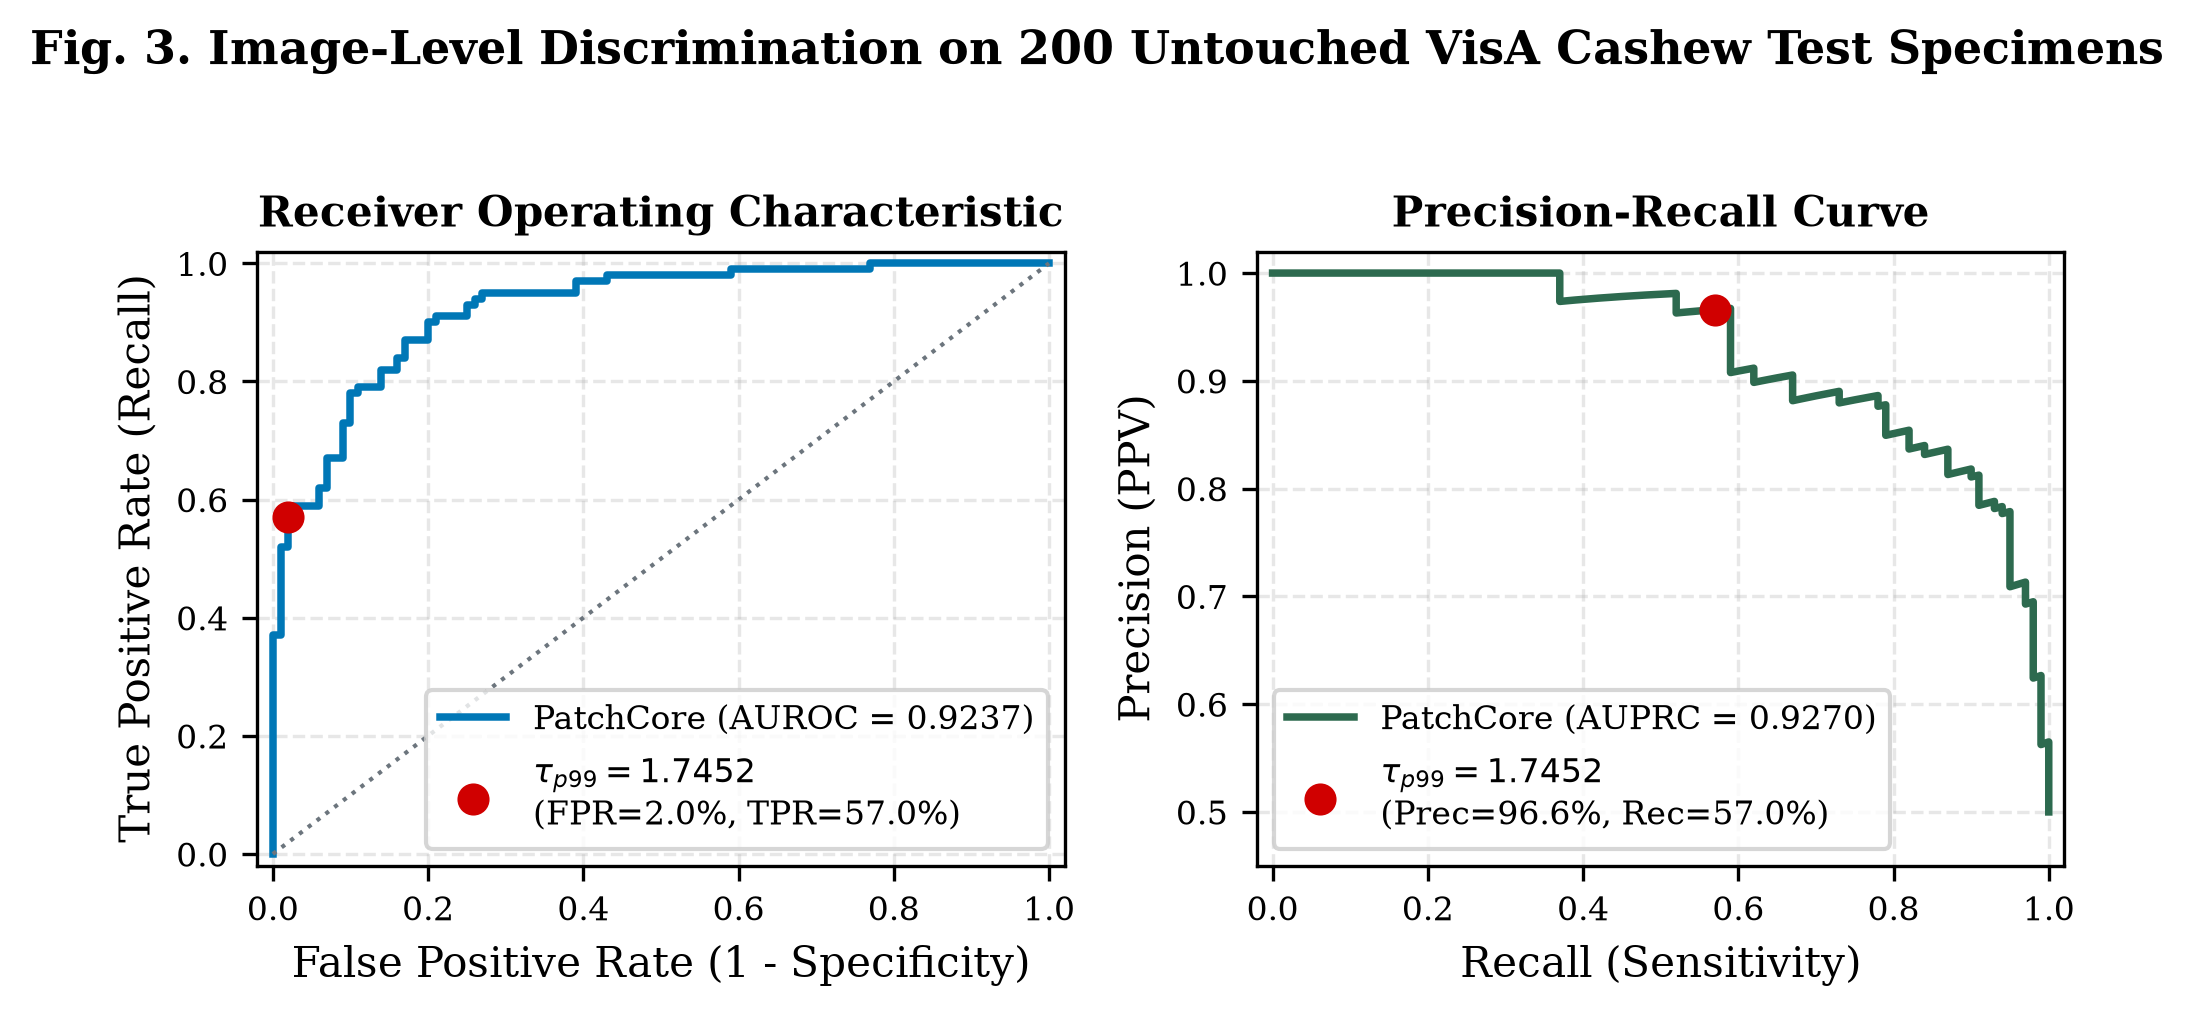 Fig. 3. Image-Level Discrimination on 200 Untouched VisA Cashew Test Specimens
Receiver Operating Characteristic
True Positive Rate (Recall)
1.0
0.8
0.6
0.4
0.2
0.0
PatchCore (AUROC = 0.9237)
τp99 = 1.7452
(FPR=2.0%, TPR=57.0%)
0.0 0.2 0.4 0.6 0.8 1.0
False Positive Rate (1 - Specificity)
Precision-Recall Curve
Precision (PPV)
1.0
0.9
0.8
0.7
0.6
0.5
PatchCore (AUPRC = 0.9270)
τp99 = 1.7452
(Prec=96.6%, Rec=57.0%)
0.0 0.2 0.4 0.6 0.8 1.0
Recall (Sensitivity)